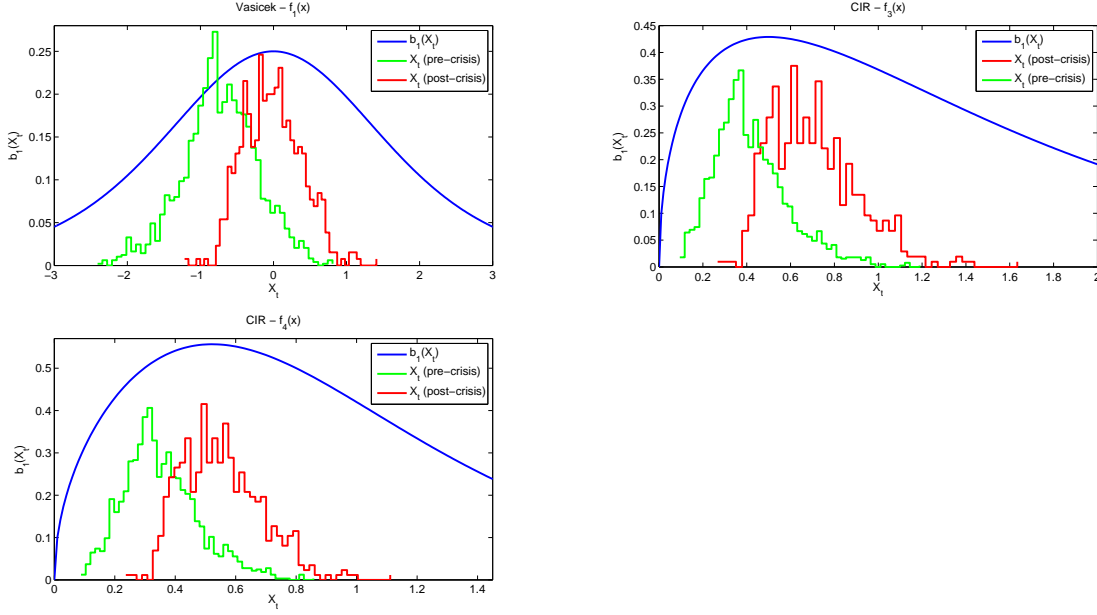 Vasicek − f1(x)
b1(Xt)
Xt (pre−crisis)
Xt (post−crisis)
0.25
0.2
0.15
0.1
0.05
0
b1(Xt)
−3 −2 −1 0 1 2 3
Xt
CIR − f3(x)
b1(Xt)
Xt (post−crisis)
Xt (pre−crisis)
0.45
0.4
0.35
0.3
0.25
0.2
0.15
0.1
0.05
0
b1(Xt)
0 0.2 0.4 0.6 0.8 1 1.2 1.4 1.6 1.8 2
Xt
CIR − f4(x)
b1(Xt)
Xt (pre−crisis)
Xt (post−crisis)
0.5
0.4
0.3
0.2
0.1
0
b1(Xt)
0 0.2 0.4 0.6 0.8 1 1.2 1.4
Xt